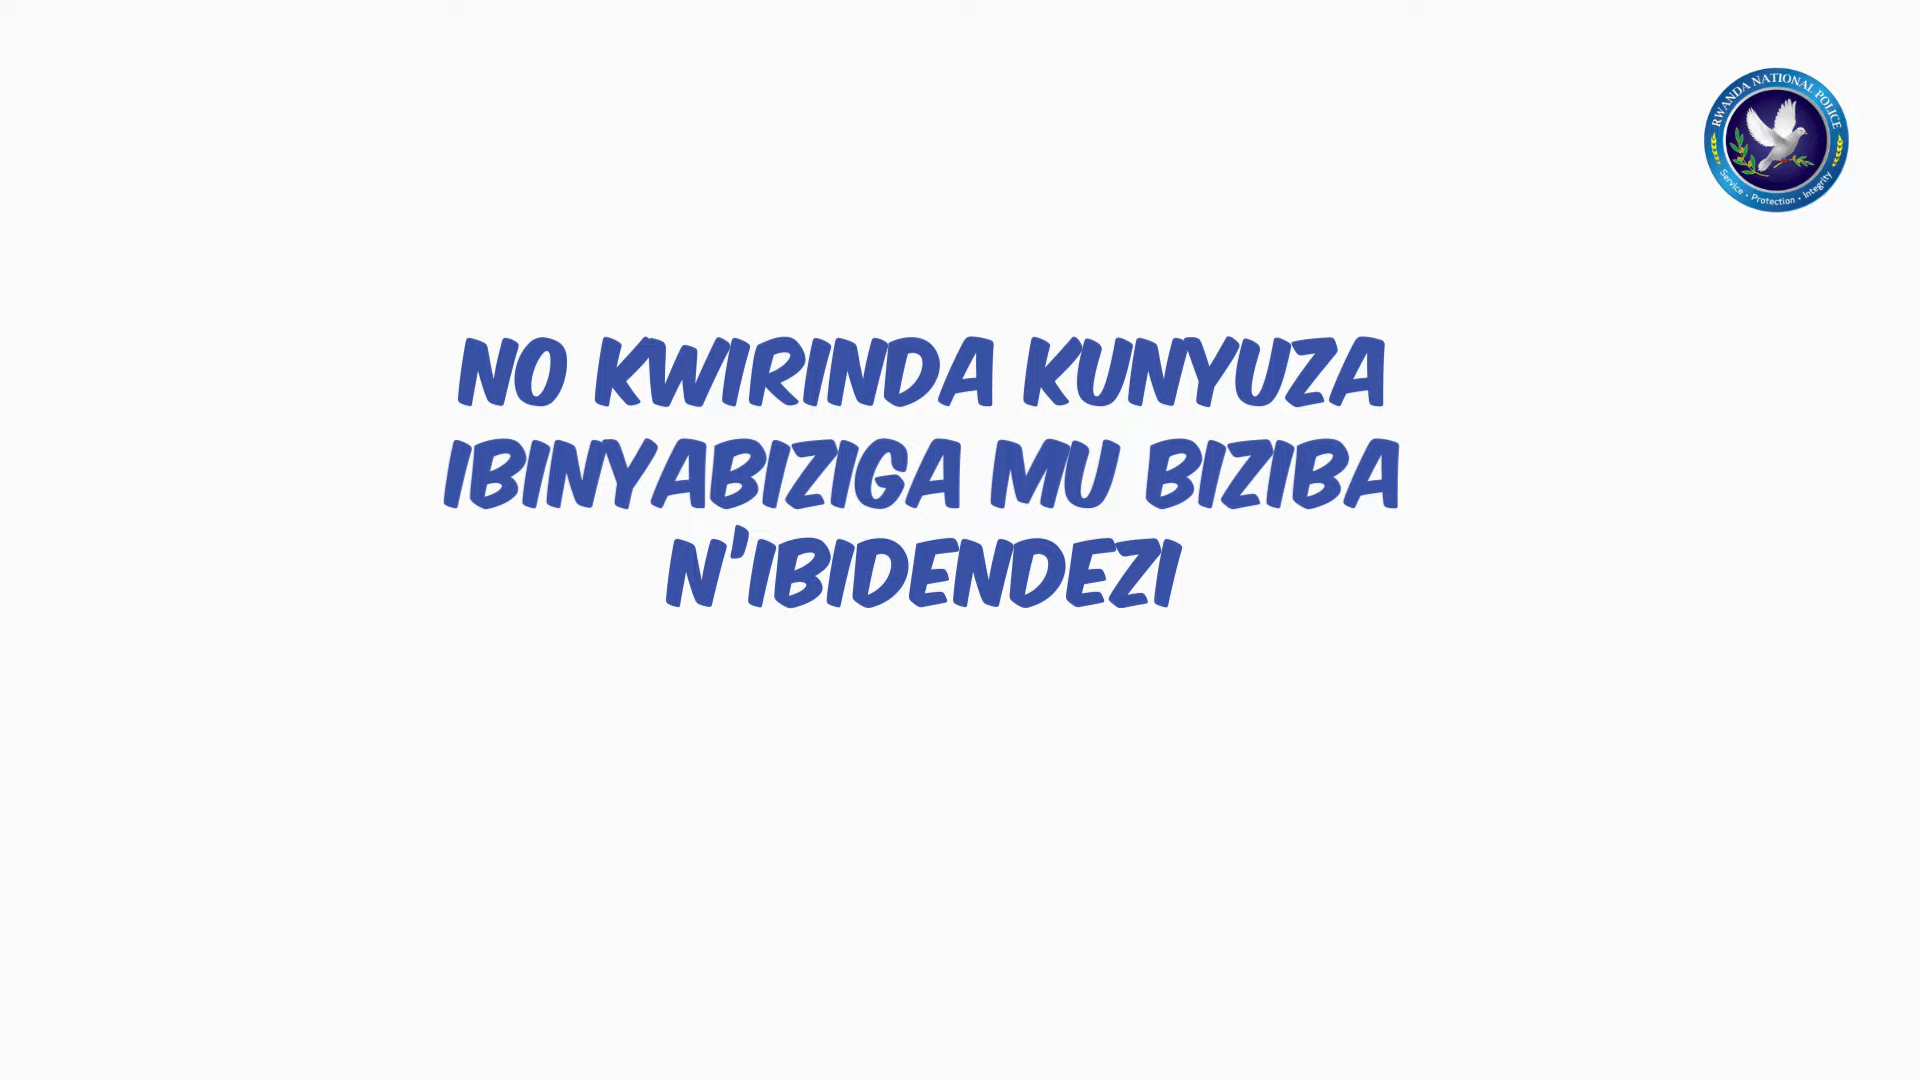 RWANDA NATIONAL POLICE
Service • Protection • Integrity
NO KWIRINDA KUNYUZA
IBINYABIZIGA MU BIZIBA
N'IBIDENDEZI